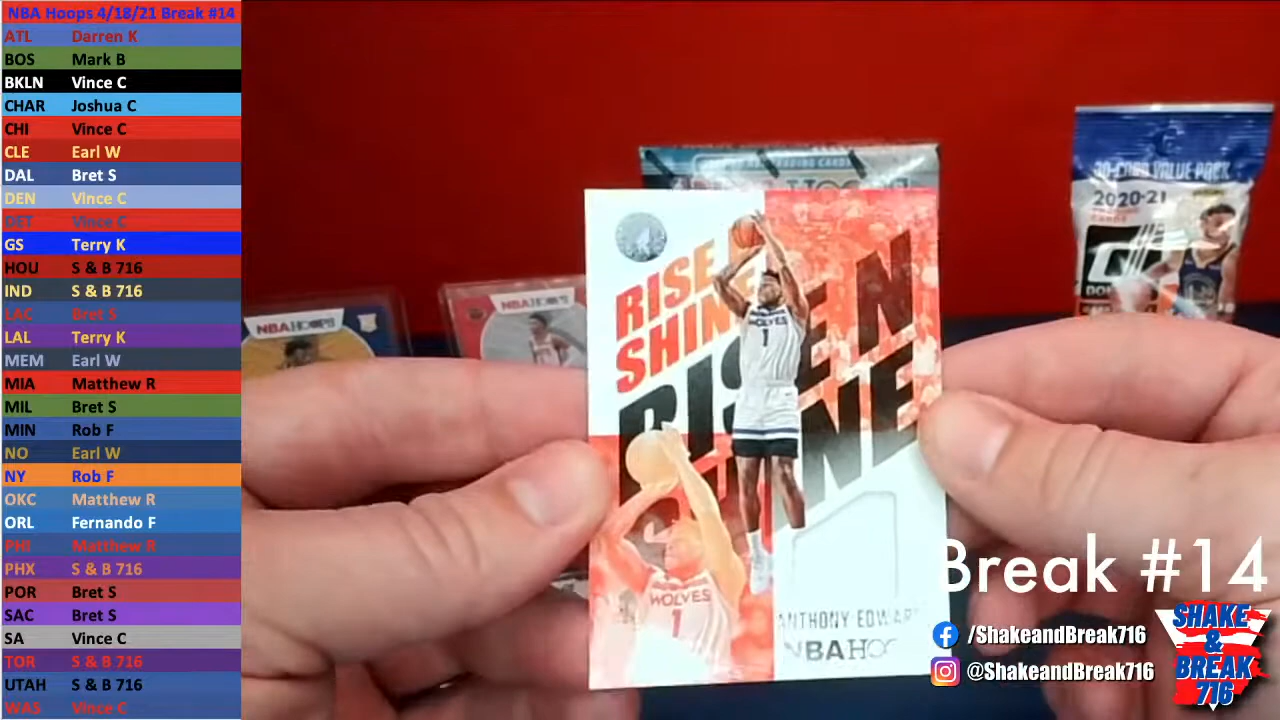 NBA Hoops 4/18/21 Break #14
ATL Darren K
BOS Mark B
BKLN Vince C
CHAR Joshua C
CHI Vince C
CLE Earl W
DAL Bret S
DEN Vince C
DET Vince C
GS Terry K
HOU S & B 716
IND S & B 716
LAC Bret S
LAL Terry K
MEM Earl W
MIA Matthew R
MIL Bret S
MIN Rob F
NO Earl W
NY Rob F
OKC Matthew R
ORL Fernando F
PHI Matthew R
PHX S & B 716
POR Bret S
SAC Bret S
SA Vince C
TOR S & B 716
UTAH S & B 716
WAS Vince C
TRADING CARDS
30-CARD VALUE PACK
2020-21
NBA HOOPS
NBA HOOPS
RISE N
SHINE
RISE N
SHINE
WOLVES
1
WOLVES
1
ANTHONY EDWAR
NBA HOO
Break #14
/ShakeandBreak716
@ShakeandBreak716
SHAKE
&
BREAK
716